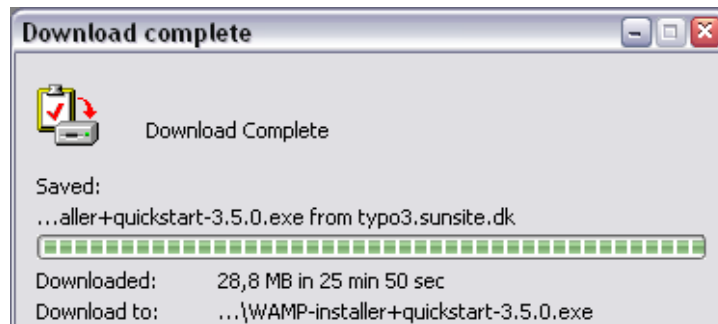 Download complete
Download Complete
Saved:
...aller+quickstart-3.5.0.exe from typo3.sunsite.dk
Downloaded: 28,8 MB in 25 min 50 sec
Download to: ...\WAMP-installer+quickstart-3.5.0.exe